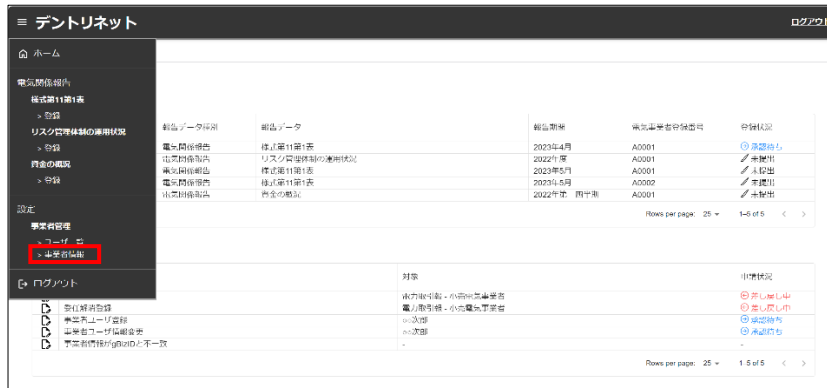 ≡ デントリネット
ログアウト
ホーム
電気関係報告
様式第11第1表
> 登録
リスク管理体制の運用状況
> 登録
資金の概況
> 登録
設定
事業者管理
> ユーザ一覧
> 事業者情報
ログアウト
報告データ種別 報告データ 報告期間 電気事業者登録番号 登録状況
電気関係報告 様式第11第1表 2023年4月 A0001 承認待ち
電気関係報告 リスク管理体制の運用状況 2022年度 A0001 未提出
電気関係報告 様式第11第1表 2023年5月 A0001 未提出
電気関係報告 様式第11第1表 2023年5月 A0002 未提出
電気関係報告 資金の概況 2022年第 四半期 A0001 未提出
Rows per page: 25 1–5 of 5 < >
対象 申請状況
電力取引報 - 小売電気事業者 差し戻し中
委任解消登録 電力取引報 - 小売電気事業者 差し戻し中
事業者ユーザ登録 ○○次郎 承認待ち
事業者ユーザ情報変更 ○○次郎 承認待ち
事業者情報がgBizIDと不一致 - -
Rows per page: 25 1–5 of 5 < >